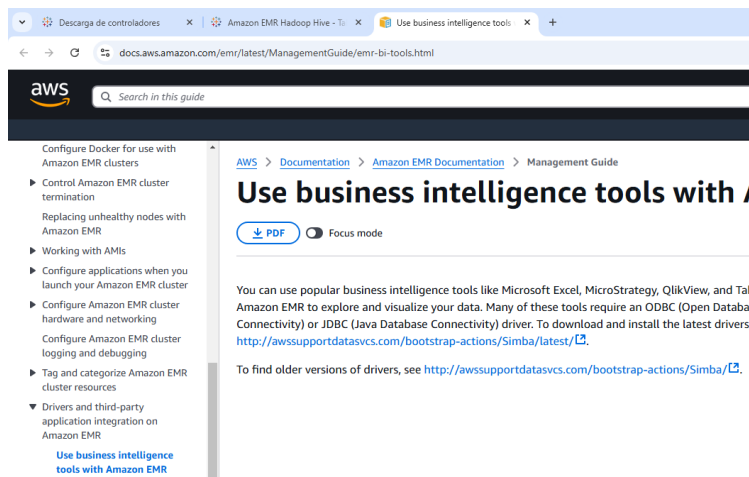 Descarga de controladores
Amazon EMR Hadoop Hive - Ta
Use business intelligence tools
docs.aws.amazon.com/emr/latest/ManagementGuide/emr-bi-tools.html
aws
Search in this guide
Configure Docker for use with
Amazon EMR clusters
Control Amazon EMR cluster
termination
Replacing unhealthy nodes with
Amazon EMR
Working with AMIs
Configure applications when you
launch your Amazon EMR cluster
Configure Amazon EMR cluster
hardware and networking
Configure Amazon EMR cluster
logging and debugging
Tag and categorize Amazon EMR
cluster resources
Drivers and third-party
application integration on
Amazon EMR
Use business intelligence
tools with Amazon EMR
AWS > Documentation > Amazon EMR Documentation > Management Guide
Use business intelligence tools with A
PDF
Focus mode
You can use popular business intelligence tools like Microsoft Excel, MicroStrategy, QlikView, and Tal
Amazon EMR to explore and visualize your data. Many of these tools require an ODBC (Open Databa
Connectivity) or JDBC (Java Database Connectivity) driver. To download and install the latest drivers
http://awssupportdatasvcs.com/bootstrap-actions/Simba/latest/.
To find older versions of drivers, see http://awssupportdatasvcs.com/bootstrap-actions/Simba/.